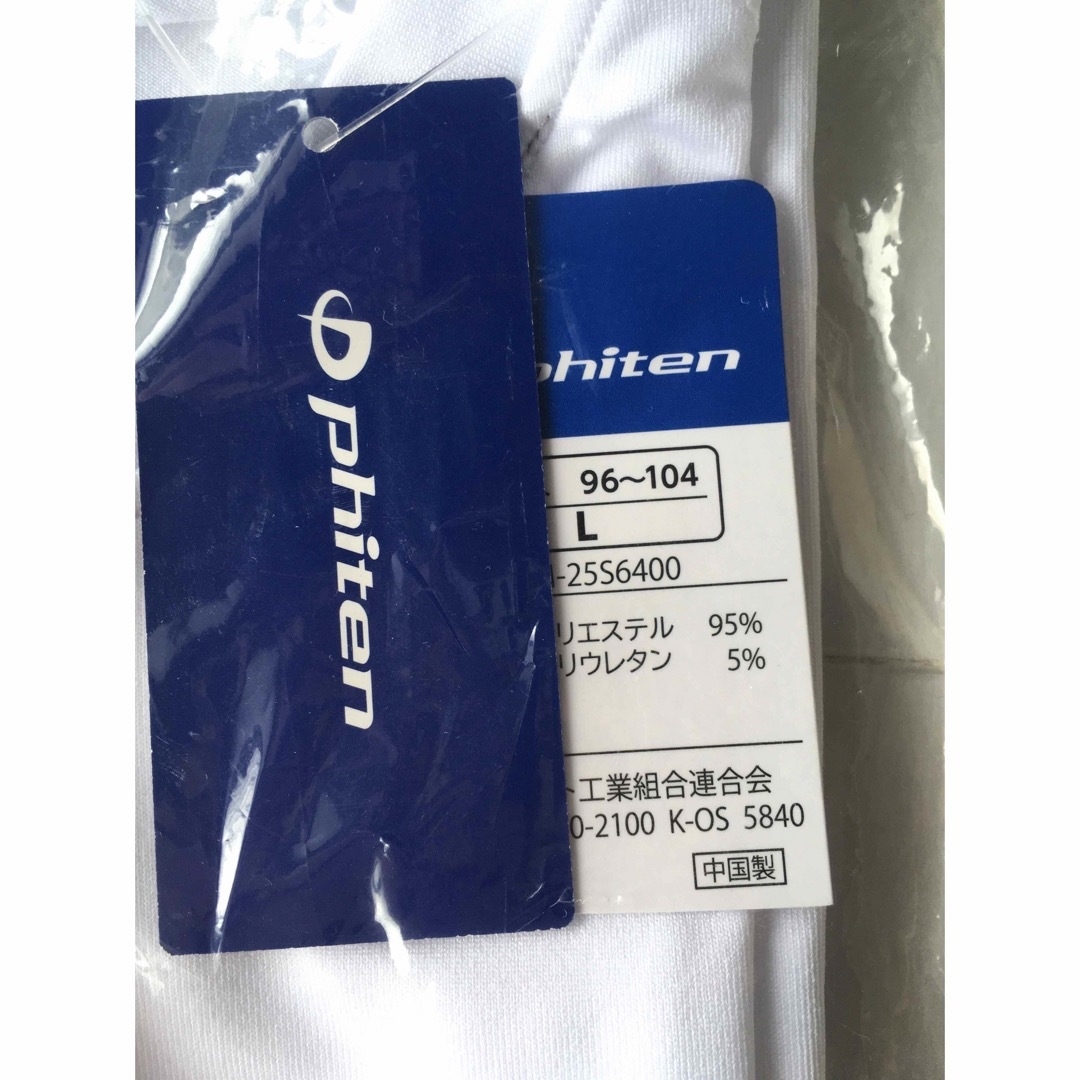 phiten
phiten
96～104
L
-25S6400
リエステル 95%
リウレタン 5%
ト工業組合連合会
0-2100 K-OS 5840
中国製